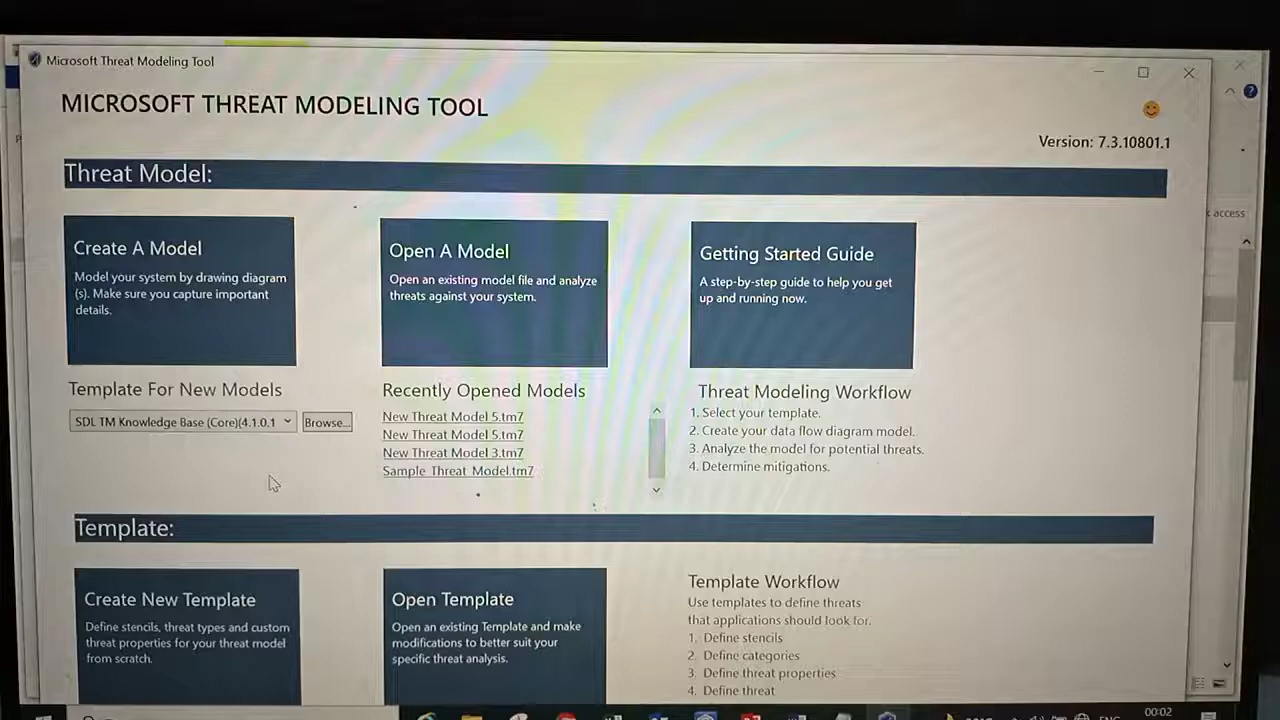 Microsoft Threat Modeling Tool
MICROSOFT THREAT MODELING TOOL
Version: 7.3.10801.1
Threat Model:
Create A Model
Model your system by drawing diagram
(s). Make sure you capture important
details.
Open A Model
Open an existing model file and analyze
threats against your system.
Getting Started Guide
A step-by-step guide to help you get
up and running now.
access
Template For New Models
SDL TM Knowledge Base (Core)(4.1.0.1
Browse...
Recently Opened Models
New Threat Model 5.tm7
New Threat Model 5.tm7
New Threat Model 3.tm7
Sample Threat Model.tm7
Threat Modeling Workflow
1. Select your template.
2. Create your data flow diagram model.
3. Analyze the model for potential threats.
4. Determine mitigations.
Template:
Create New Template
Define stencils, threat types and custom
threat properties for your threat model
from scratch.
Open Template
Open an existing Template and make
modifications to better suit your
specific threat analysis.
Template Workflow
Use templates to define threats
that applications should look for.
1. Define stencils
2. Define categories
3. Define threat properties
4. Define threat
00:02